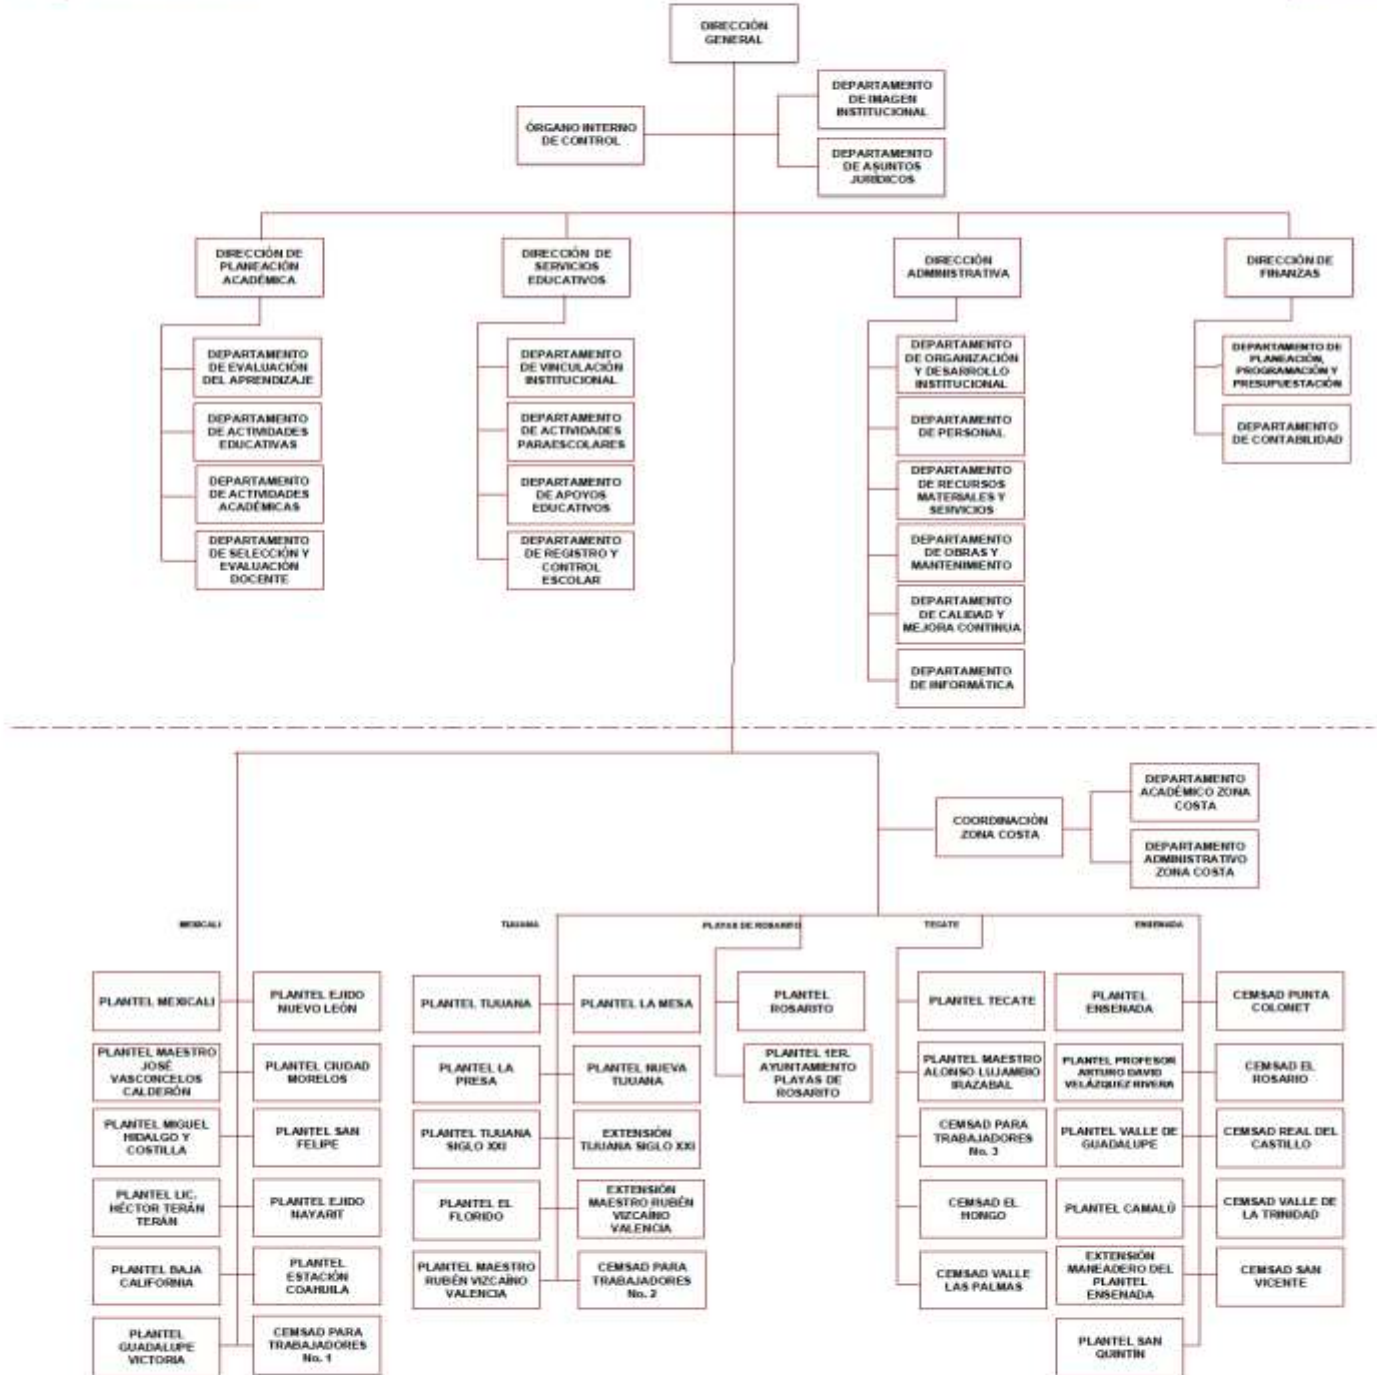 DIRECCIÓN
GENERAL
DEPARTAMENTO
DE IMAGEN
INSTITUCIONAL
ÓRGANO INTERNO
DE CONTROL
DEPARTAMENTO
DE ASUNTOS
JURÍDICOS
DIRECCIÓN DE
PLANEACIÓN
ACADÉMICA
DIRECCIÓN DE
SERVICIOS
EDUCATIVOS
DIRECCIÓN
ADMINISTRATIVA
DIRECCIÓN DE
FINANZAS
DEPARTAMENTO
DE EVALUACIÓN
DEL APRENDIZAJE
DEPARTAMENTO
DE ACTIVIDADES
EDUCATIVAS
DEPARTAMENTO
DE ACTIVIDADES
ACADÉMICAS
DEPARTAMENTO
DE SELECCIÓN Y
EVALUACIÓN
DOCENTE
DEPARTAMENTO
DE VINCULACIÓN
INSTITUCIONAL
DEPARTAMENTO
DE ACTIVIDADES
PARAESCOLARES
DEPARTAMENTO
DE APOYOS
EDUCATIVOS
DEPARTAMENTO
DE REGISTRO Y
CONTROL
ESCOLAR
DEPARTAMENTO
DE ORGANIZACIÓN
Y DESARROLLO
INSTITUCIONAL
DEPARTAMENTO
DE PERSONAL
DEPARTAMENTO
DE RECURSOS
MATERIALES Y
SERVICIOS
DEPARTAMENTO
DE OBRAS Y
MANTENIMIENTO
DEPARTAMENTO
DE CALIDAD Y
MEJORA CONTINUA
DEPARTAMENTO
DE INFORMÁTICA
DEPARTAMENTO DE
PLANEACIÓN,
PROGRAMACIÓN Y
PRESUPUESTACIÓN
DEPARTAMENTO
DE CONTABILIDAD
COORDINACIÓN
ZONA COSTA
DEPARTAMENTO
ACADÉMICO ZONA
COSTA
DEPARTAMENTO
ADMINISTRATIVO
ZONA COSTA
MEXICALI
PLANTEL MEXICALI
PLANTEL EJIDO
NUEVO LEÓN
PLANTEL MAESTRO
JOSÉ
VASCONCELOS
CALDERÓN
PLANTEL CIUDAD
MORELOS
PLANTEL MIGUEL
HIDALGO Y
COSTILLA
PLANTEL SAN
FELIPE
PLANTEL LIC.
HÉCTOR TERÁN
TERÁN
PLANTEL EJIDO
NAYARIT
PLANTEL BAJA
CALIFORNIA
PLANTEL
ESTACIÓN
COAHUILA
PLANTEL
GUADALUPE
VICTORIA
CEMSAD PARA
TRABAJADORES
No. 1
TIJUANA
PLANTEL TIJUANA
PLANTEL LA MESA
PLANTEL LA
PRESA
PLANTEL NUEVA
TIJUANA
PLANTEL TIJUANA
SIGLO XXI
EXTENSIÓN
TIJUANA SIGLO XXI
PLANTEL EL
FLORIDO
EXTENSIÓN
MAESTRO RUBÉN
VIZCAÍNO
VALENCIA
PLANTEL MAESTRO
RUBÉN VIZCAÍNO
VALENCIA
CEMSAD PARA
TRABAJADORES
No. 2
PLAYAS DE ROSARITO
PLANTEL
ROSARITO
PLANTEL 1ER.
AYUNTAMIENTO
PLAYAS DE
ROSARITO
TECATE
PLANTEL TECATE
PLANTEL MAESTRO
ALONSO LUJAMBIO
IRAZABAL
CEMSAD PARA
TRABAJADORES
No. 3
CEMSAD EL
HONGO
CEMSAD VALLE
LAS PALMAS
ENSENADA
PLANTEL
ENSENADA
CEMSAD PUNTA
COLONET
PLANTEL PROFESOR
ARTURO DAVID
VELÁZQUEZ RIVERA
CEMSAD EL
ROSARIO
PLANTEL VALLE DE
GUADALUPE
CEMSAD REAL DEL
CASTILLO
PLANTEL CAMALÚ
CEMSAD VALLE DE
LA TRINIDAD
EXTENSIÓN
MANEADERO DEL
PLANTEL
ENSENADA
CEMSAD SAN
VICENTE
PLANTEL SAN
QUINTÍN